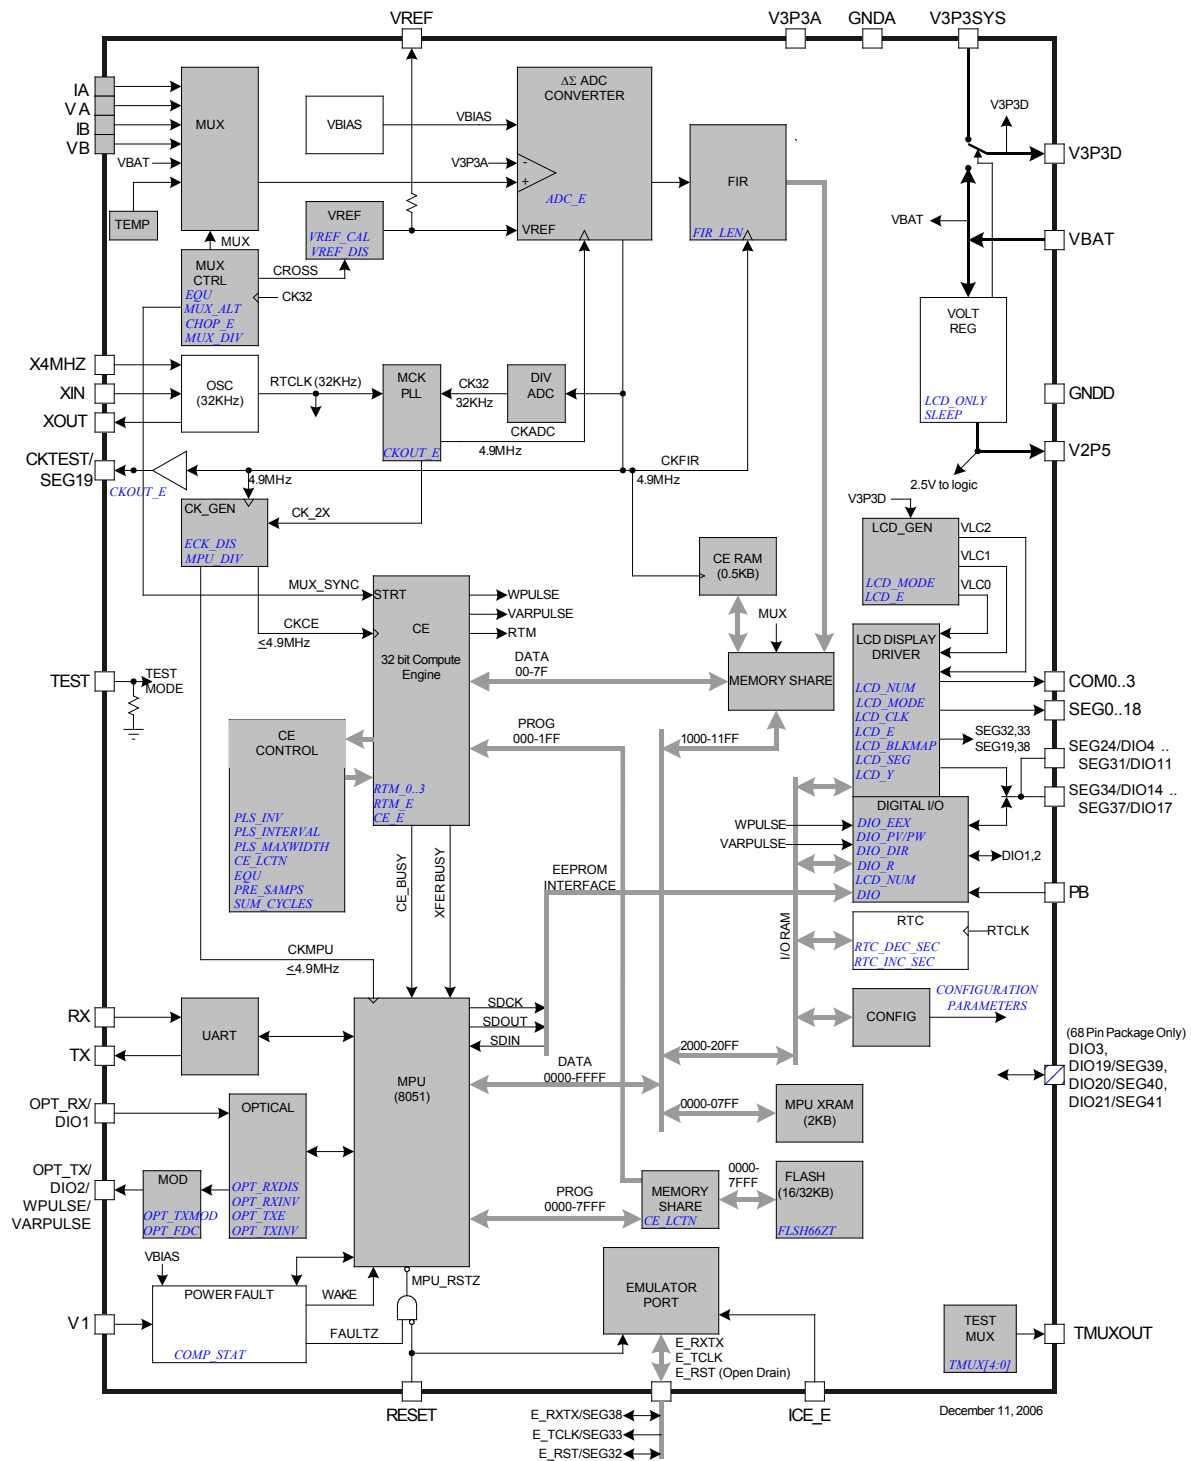 VREF
V3P3A
GNDA
V3P3SYS
IA
VA
IB
VB
VBAT
TEMP
MUX
VBIAS
VBIAS
ΔΣ ADC
CONVERTER
V3P3A
-
+
ADC_E
VREF
FIR
FIR_LEN
V3P3D
V3P3D
VBAT
VBAT
VREF
VREF_CAL
VREF_DIS
MUX
MUX
CTRL
EQU
MUX_ALT
CHOP_E
MUX_DIV
CROSS
CK32
VOLT
REG
LCD_ONLY
SLEEP
X4MHZ
XIN
XOUT
OSC
(32KHz)
RTCLK (32KHz)
MCK
PLL
CKOUT_E
CK32
32KHz
DIV
ADC
CKADC
4.9MHz
GNDD
V2P5
2.5V to logic
CKTEST/
SEG19
CKOUT_E
4.9MHz
CKFIR
4.9MHz
CK_GEN
ECK_DIS
MPU_DIV
CK_2X
V3P3D
LCD_GEN
LCD_MODE
LCD_E
VLC2
VLC1
VLC0
CE RAM
(0.5KB)
MUX_SYNC
STRT
CE
32 bit Compute
Engine
RTM_0..3
RTM_E
CE_E
WPULSE
VARPULSE
RTM
CKCE
≤4.9MHz
MUX
MEMORY SHARE
DATA
00-7F
PROG
000-1FF
1000-11FF
LCD DISPLAY
DRIVER
LCD_NUM
LCD_MODE
LCD_CLK
LCD_E
LCD_BLKMAP
LCD_SEG
LCD_Y
COM0..3
SEG0..18
SEG32,33
SEG19,38
SEG24/DIO4 ..
SEG31/DIO11
SEG34/DIO14 ..
SEG37/DIO17
TEST
TEST
MODE
CE
CONTROL
PLS_INV
PLS_INTERVAL
PLS_MAXWIDTH
CE_LCTN
EQU
PRE_SAMPS
SUM_CYCLES
WPULSE
VARPULSE
DIGITAL I/O
DIO_EEX
DIO_PV/PW
DIO_DIR
DIO_R
LCD_NUM
DIO
DIO1,2
PB
EEPROM
INTERFACE
CE_BUSY
XFER BUSY
I/O RAM
RTC
RTC_DEC_SEC
RTC_INC_SEC
RTCLK
CKMPU
≤4.9MHz
CONFIG
CONFIGURATION
PARAMETERS
RX
TX
UART
MPU
(8051)
SDCK
SDOUT
SDIN
DATA
0000-FFFF
2000-20FF
0000-07FF
MPU XRAM
(2KB)
(68 Pin Package Only)
DIO3,
DIO19/SEG39,
DIO20/SEG40,
DIO21/SEG41
OPT_RX/
DIO1
OPTICAL
OPT_RXDIS
OPT_RXINV
OPT_TXE
OPT_TXINV
OPT_TX/
DIO2/
WPULSE/
VARPULSE
MOD
OPT_TXMOD
OPT_FDC
PROG
0000-7FFF
MEMORY
SHARE
CE_LCTN
0000-
7FFF
FLASH
(16/32KB)
FLSH66ZT
VBIAS
V1
POWER FAULT
COMP_STAT
WAKE
FAULTZ
MPU_RSTZ
EMULATOR
PORT
E_RXTX
E_TCLK
E_RST (Open Drain)
TEST
MUX
TMUX[4:0]
TMUXOUT
RESET
ICE_E
December 11, 2006
E_RXTX/SEG38
E_TCLK/SEG33
E_RST/SEG32